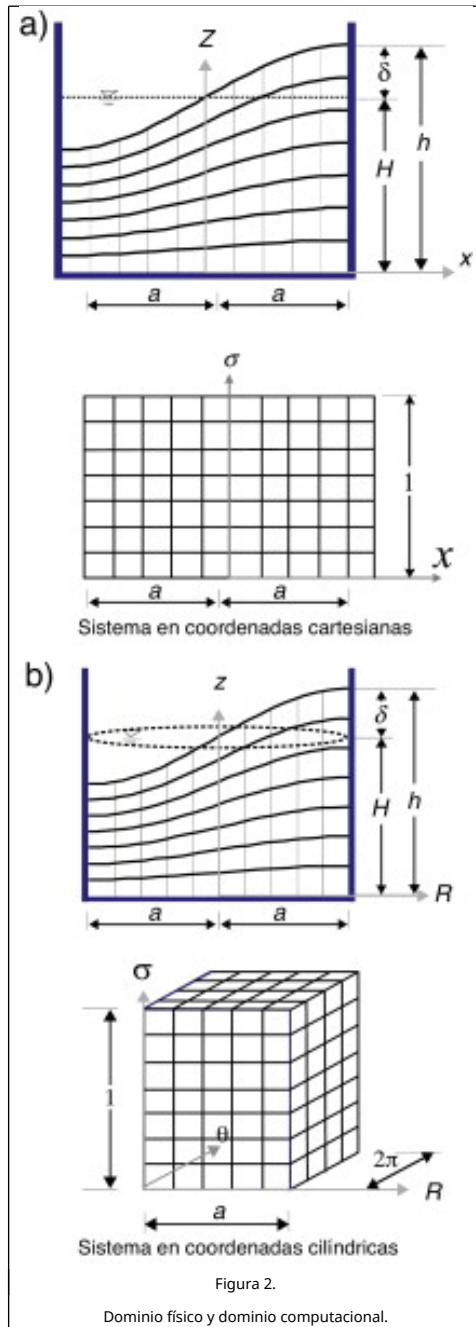 a)
Z
δ
h
H
x
a a
σ
1
x
a a
Sistema en coordenadas cartesianas
b)
z
δ
h
H
R
a a
σ
1
θ
2π
R
a
Sistema en coordenadas cilíndricas
Figura 2.
Dominio físico y dominio computacional.